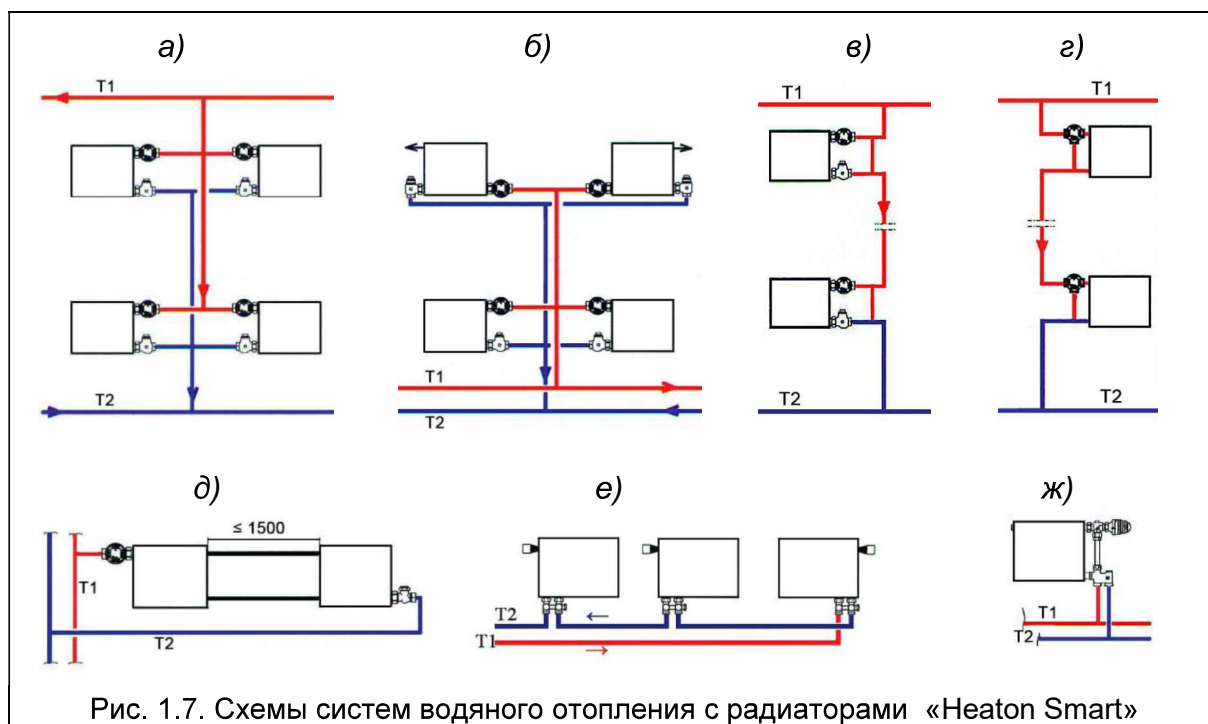 а) б) в) г)
T1 T1 T1
T1
T2 T2 T2
T2
д) е) ж)
≤ 1500
T1
T2
T2
T1
T1
T2
Рис. 1.7. Схемы систем водяного отопления с радиаторами «Heaton Smart»